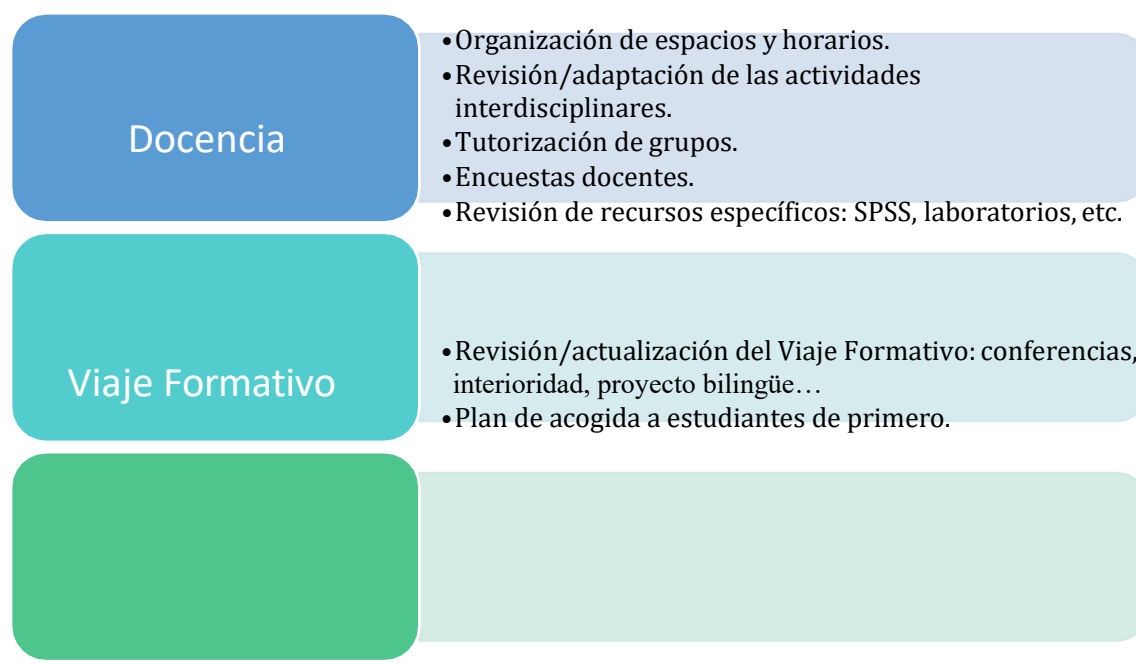 Docencia
•Organización de espacios y horarios.
•Revisión/adaptación de las actividades
interdisciplinares.
•Tutorización de grupos.
•Encuestas docentes.
•Revisión de recursos específicos: SPSS, laboratorios, etc.
Viaje Formativo
•Revisión/actualización del Viaje Formativo: conferencias,
interioridad, proyecto bilingüe…
•Plan de acogida a estudiantes de primero.